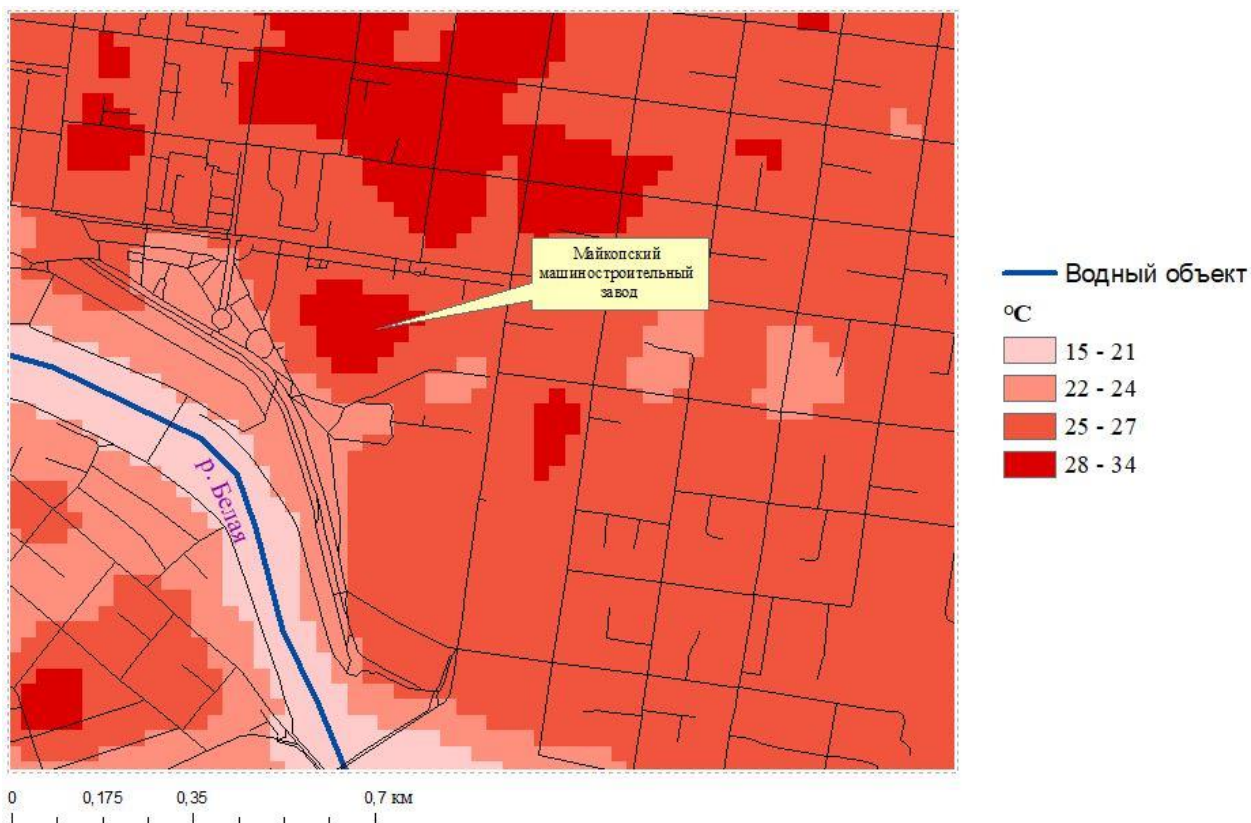 Майкопский
машиностроительный
завод
р. Белая
Водный объект
°C
15 - 21
22 - 24
25 - 27
28 - 34
0 0,175 0,35 0,7 км